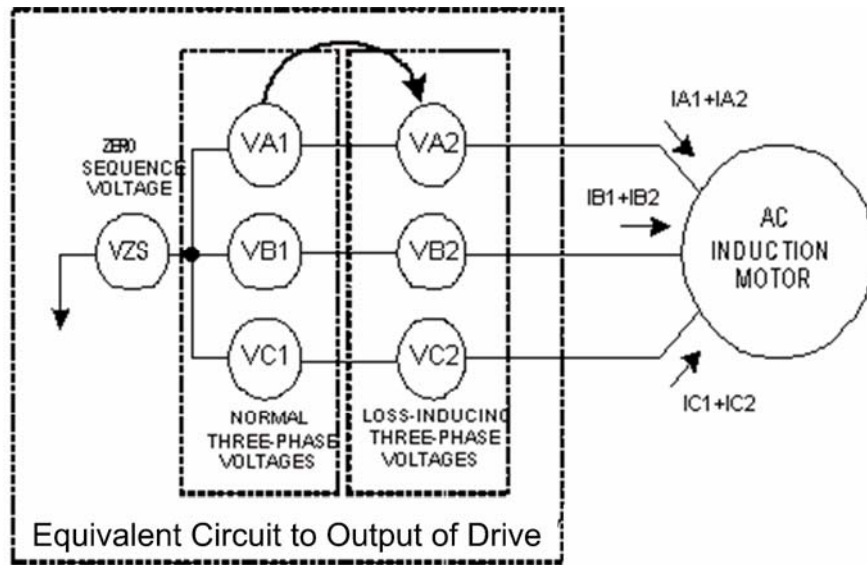 ZERO
SEQUENCE
VOLTAGE
VZS
VA1
VB1
VC1
NORMAL
THREE-PHASE
VOLTAGES
VA2
VB2
VC2
LOSS-INDUCING
THREE-PHASE
VOLTAGES
IA1+IA2
IB1+IB2
IC1+IC2
AC
INDUCTION
MOTOR
Equivalent Circuit to Output of Drive